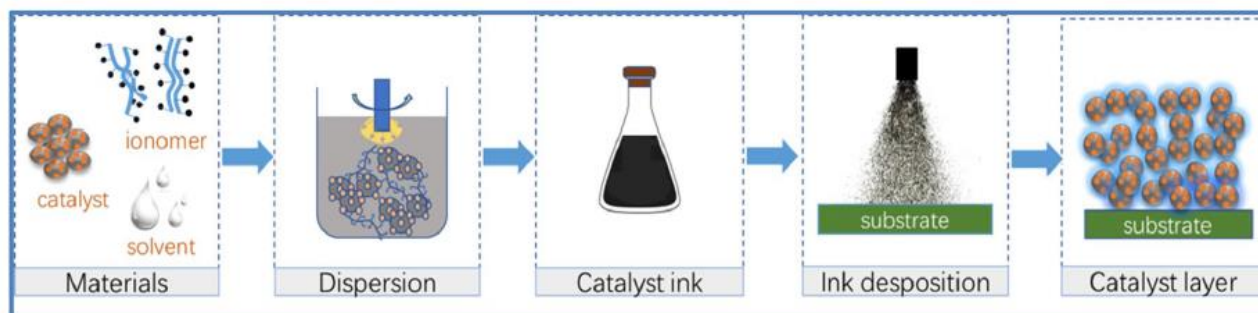 ionomer
catalyst
solvent
Materials
Dispersion
Catalyst ink
substrate
Ink desposition
substrate
Catalyst layer